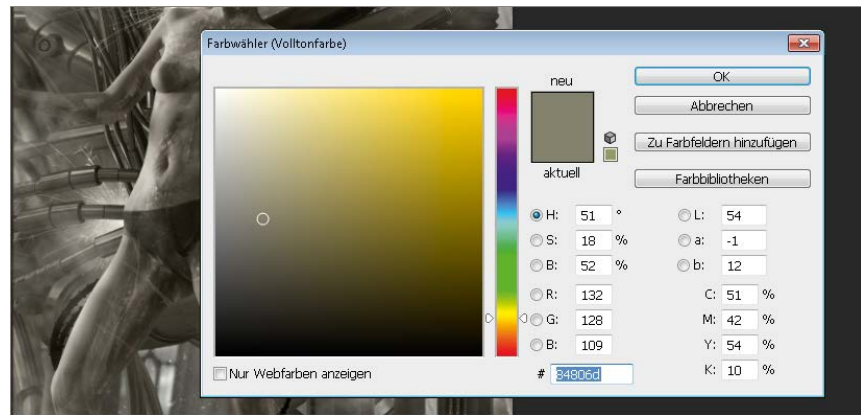 Farbwähler (Volltonfarbe)
neu
aktuell
OK
Abbrechen
Zu Farbfeldern hinzufügen
Farbbibliotheken
H: 51 ° L: 54
S: 18 % a: -1
B: 52 % b: 12
R: 132 C: 51 %
G: 128 M: 42 %
B: 109 Y: 54 %
Nur Webfarben anzeigen # 84806d K: 10 %